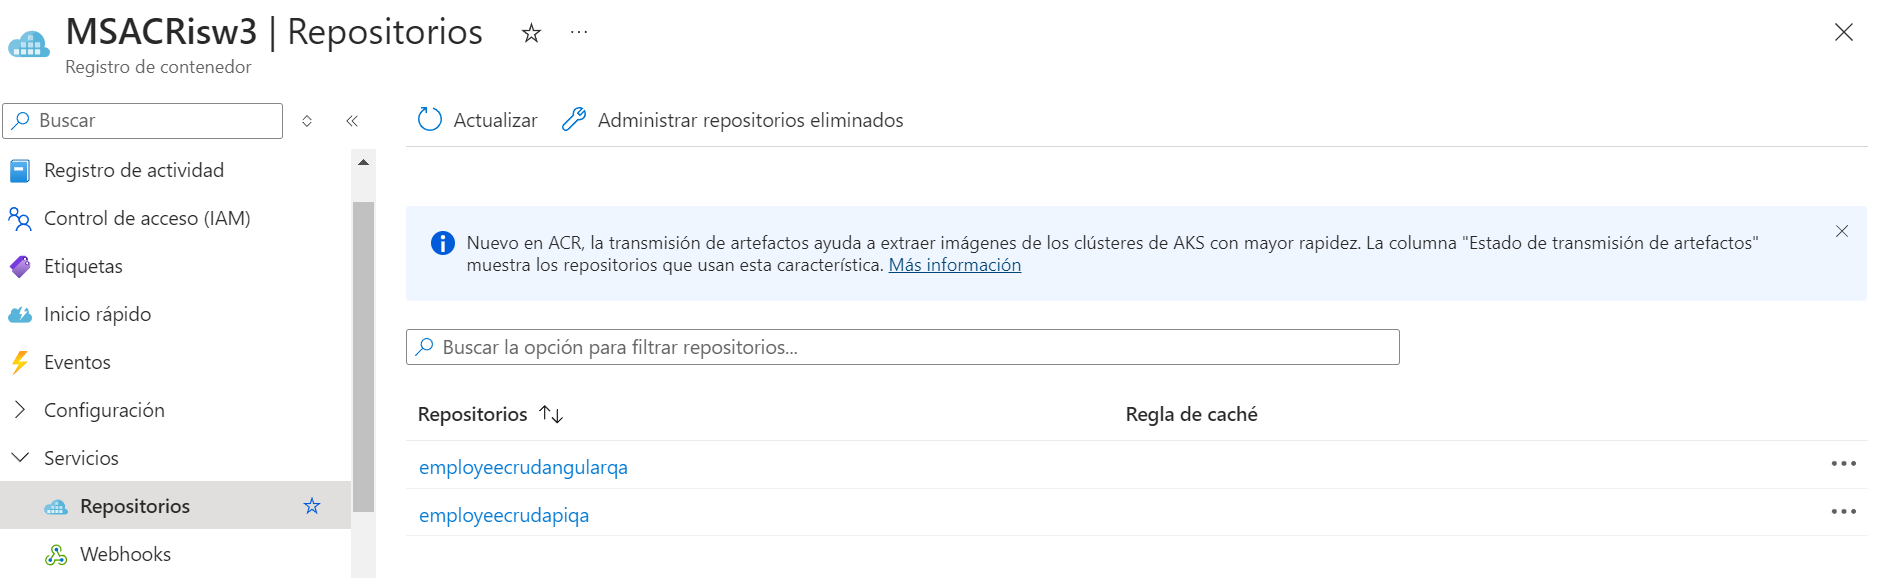 MSACRisw3 | Repositorios
Registro de contenedor
Buscar
Registro de actividad
Control de acceso (IAM)
Etiquetas
Inicio rápido
Eventos
Configuración
Servicios
Repositorios
Webhooks
Actualizar
Administrar repositorios eliminados
Nuevo en ACR, la transmisión de artefactos ayuda a extraer imágenes de los clústeres de AKS con mayor rapidez. La columna "Estado de transmisión de artefactos"
muestra los repositorios que usan esta característica. Más información
Buscar la opción para filtrar repositorios...
Repositorios Regla de caché
employeecrudangularqa
employeecrudapiqa